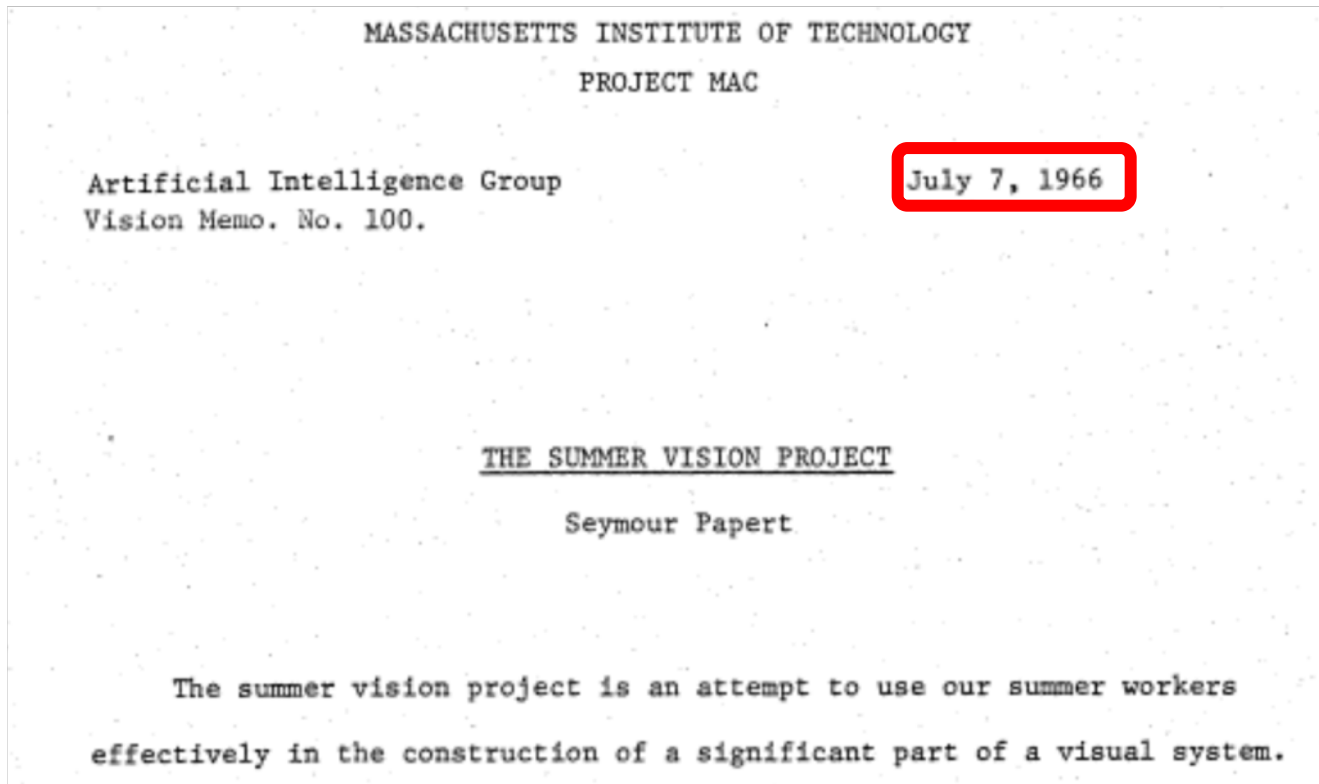 MASSACHUSETTS INSTITUTE OF TECHNOLOGY
PROJECT MAC
Artificial Intelligence Group
July 7, 1966
Vision Memo. No. 100.
THE SUMMER VISION PROJECT
Seymour Papert
The summer vision project is an attempt to use our summer workers
effectively in the construction of a significant part of a visual system.